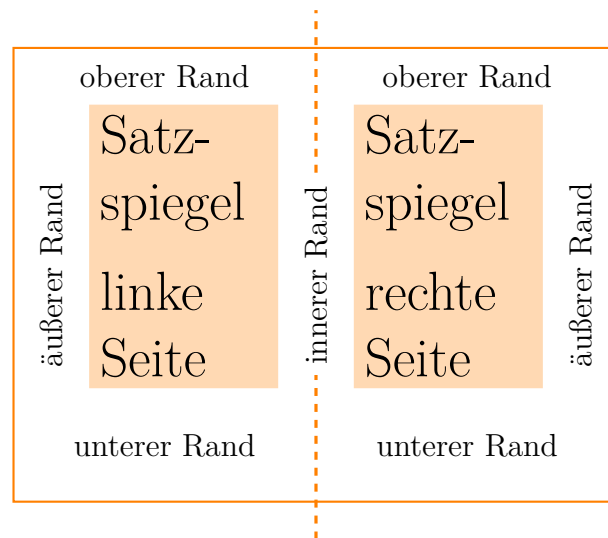 oberer Rand
Satz-
spiegel
linke
Seite
äußerer Rand
unterer Rand
innerer Rand
oberer Rand
Satz-
spiegel
rechte
Seite
äußerer Rand
unterer Rand